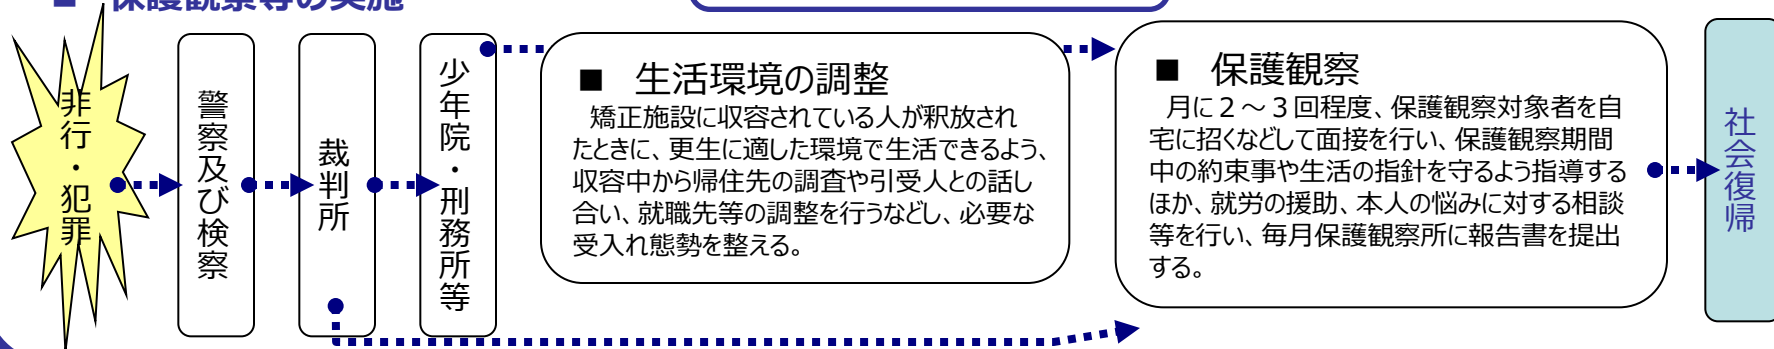 ■ 保護観察等の実施
非行・犯罪
警察及び検察
裁判所
少年院・刑務所等
■ 生活環境の調整
矯正施設に収容されている人が釈放され
たときに、更生に適した環境で生活できるよう、
収容中から帰住先の調査や引受人との話し
合い、就職先等の調整を行うなどし、必要な
受入れ態勢を整える。
■ 保護観察
月に２～３回程度、保護観察対象者を自
宅に招くなどして面接を行い、保護観察期間
中の約束事や生活の指針を守るよう指導する
ほか、就労の援助、本人の悩みに対する相談
等を行い、毎月保護観察所に報告書を提出
する。
社会復帰